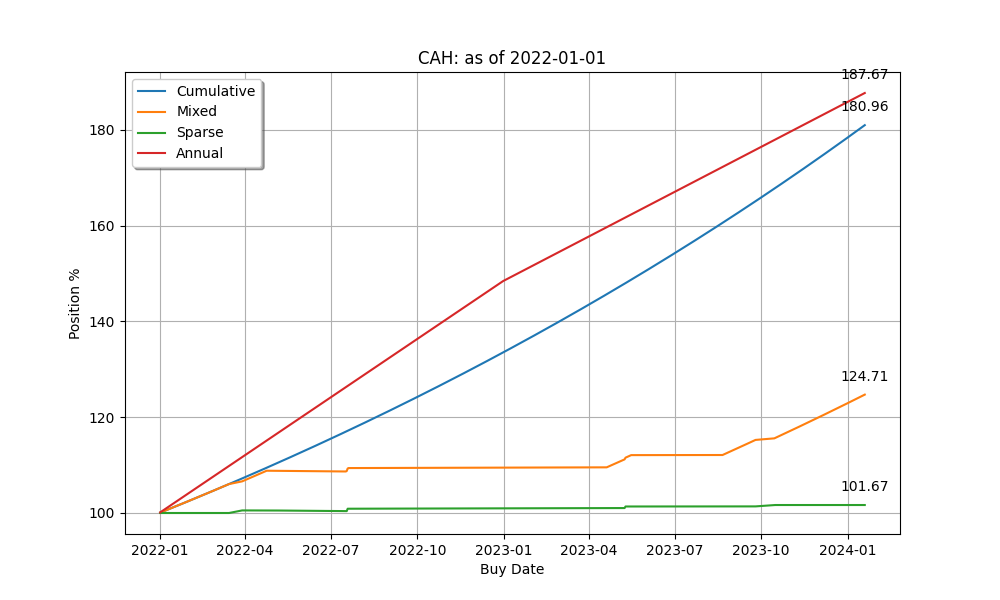 CAH: as of 2022-01-01
187.67
Cumulative
Mixed
Sparse
Annual
180.96
180
160
Position %
140
124.71
120
101.67
100
2022-01 2022-04 2022-07 2022-10 2023-01 2023-04 2023-07 2023-10 2024-01
Buy Date